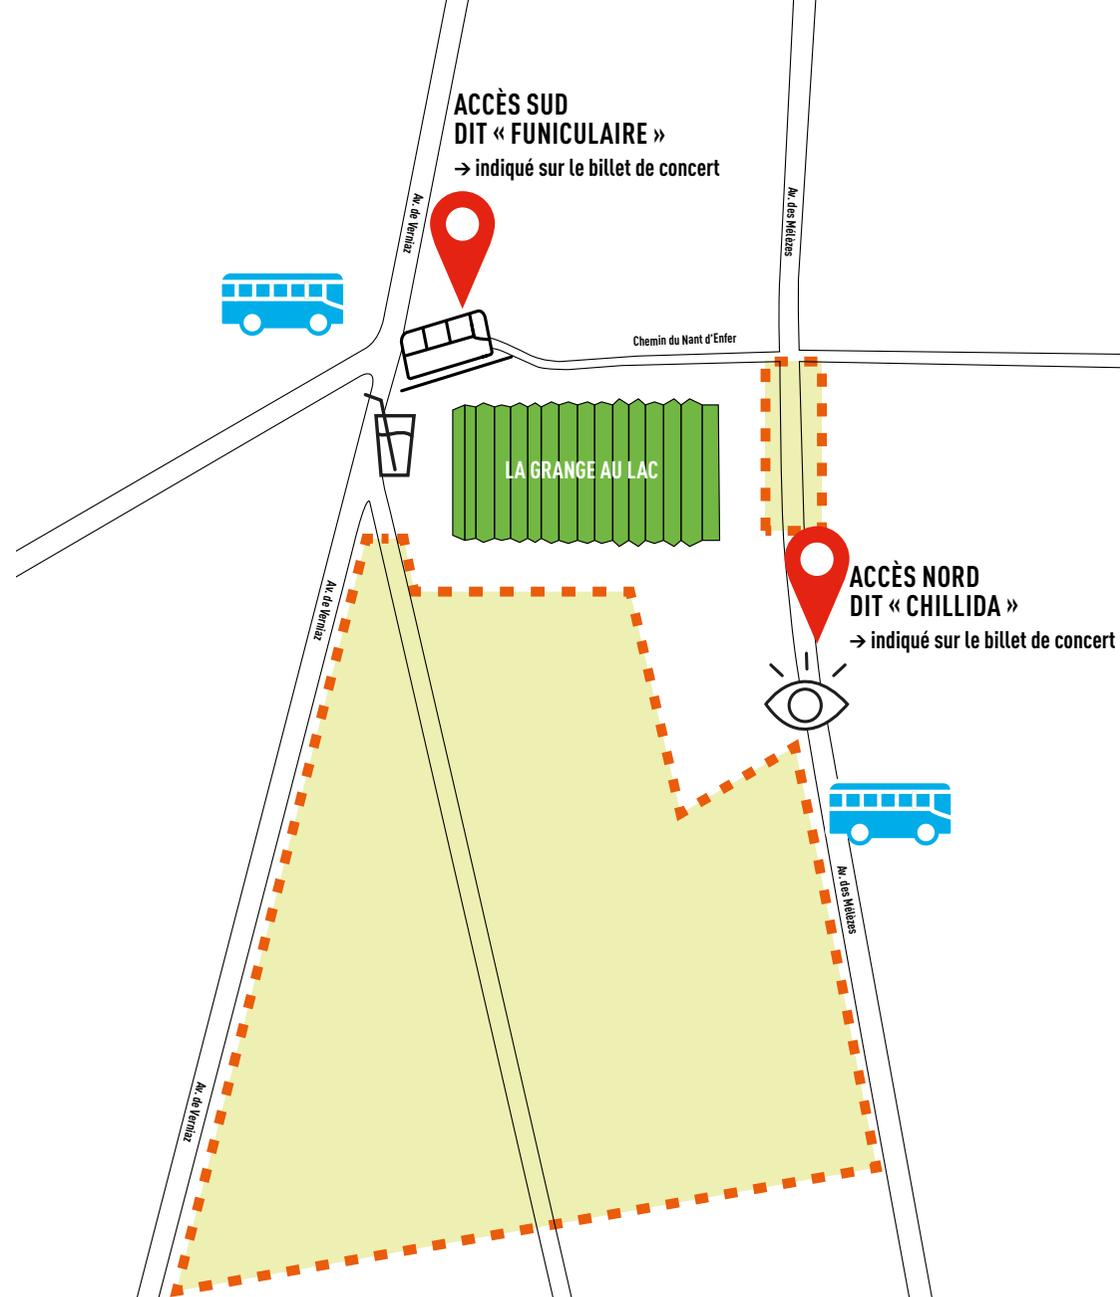 ACCÈS SUD
DIT « FUNICULAIRE »
→ indiqué sur le billet de concert
Av. de Verniaz
Av. des Mélèzes
Chemin du Nant d'Enfer
LA GRANGE AU LAC
ACCÈS NORD
DIT « CHILLIDA »
→ indiqué sur le billet de concert
Av. de Verniaz
Av. des Mélèzes
Av. de Verniaz